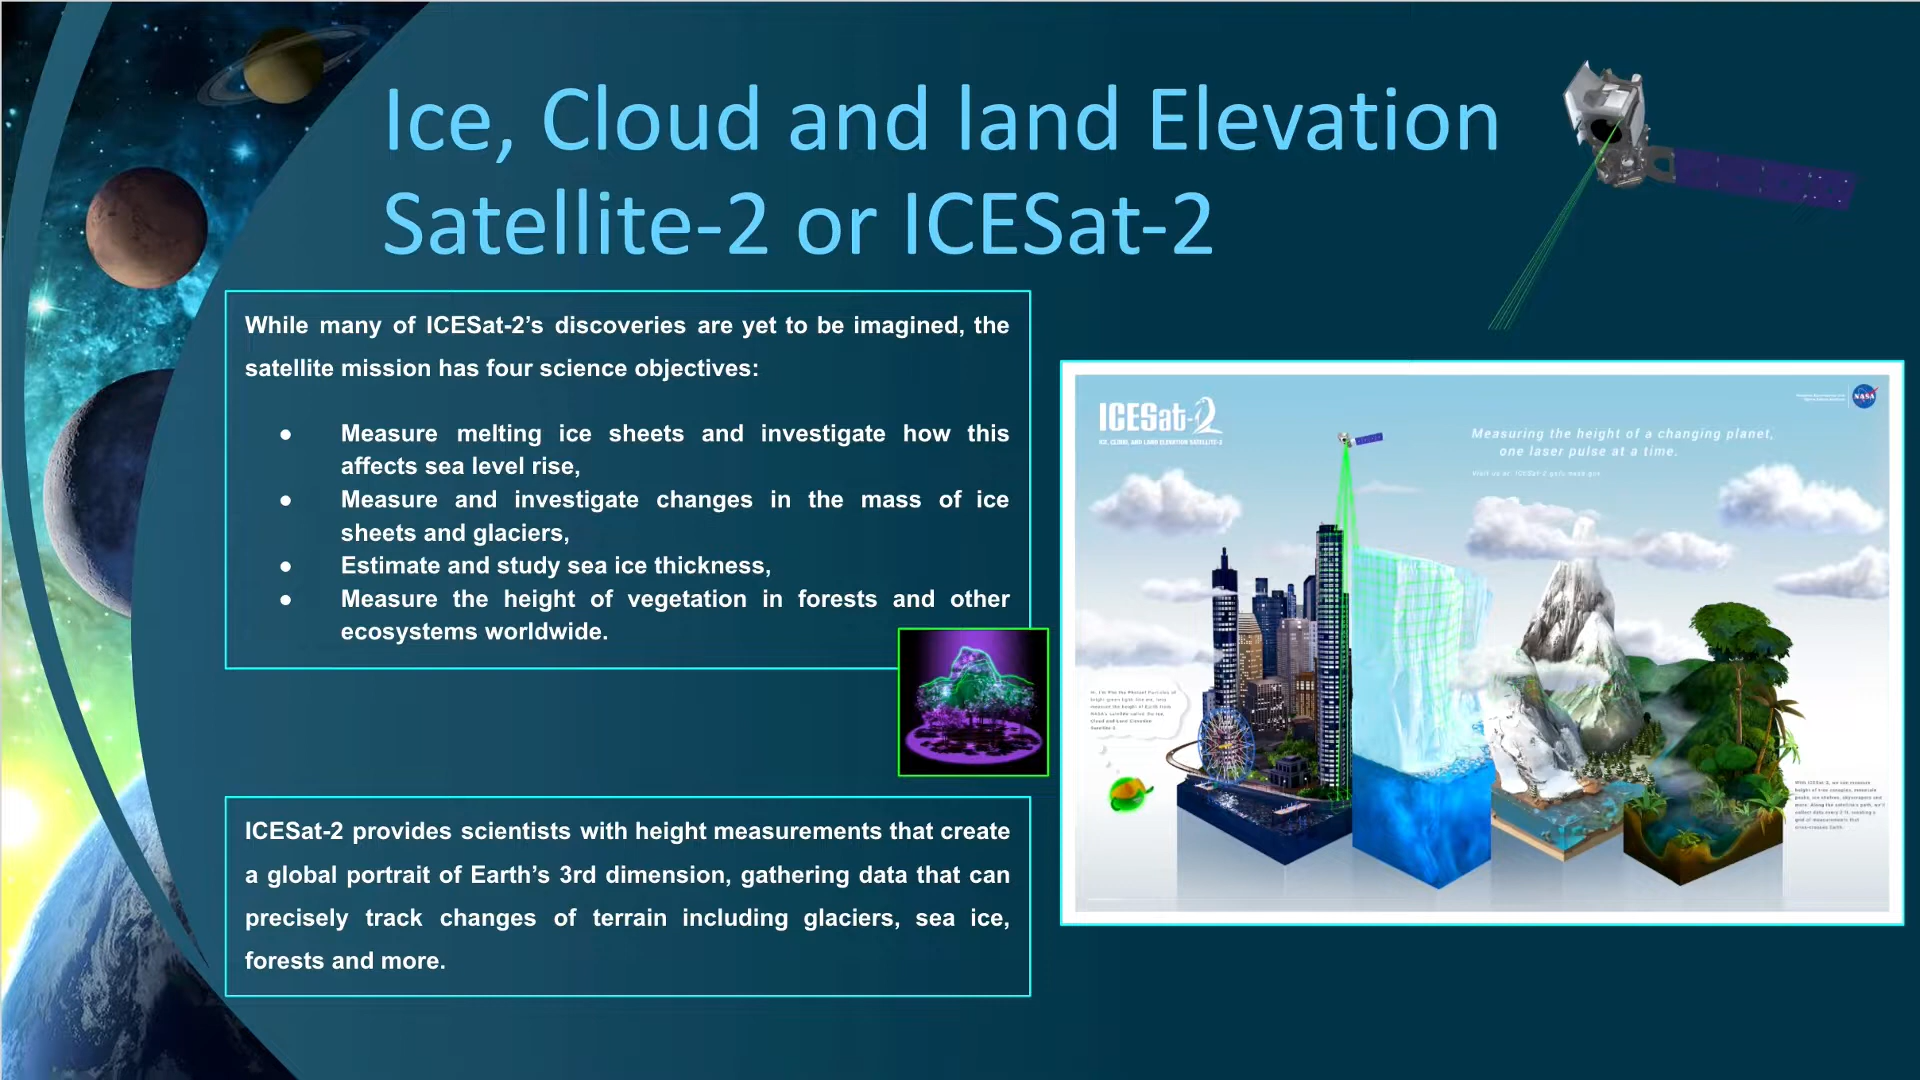 Ice, Cloud and land Elevation
Satellite-2 or ICESat-2
While many of ICESat-2’s discoveries are yet to be imagined, the
satellite mission has four science objectives:
● Measure melting ice sheets and investigate how this
affects sea level rise,
● Measure and investigate changes in the mass of ice
sheets and glaciers,
● Estimate and study sea ice thickness,
● Measure the height of vegetation in forests and other
ecosystems worldwide.
ICESat-2 provides scientists with height measurements that create
a global portrait of Earth’s 3rd dimension, gathering data that can
precisely track changes of terrain including glaciers, sea ice,
forests and more.
ICESat-2
ICE, CLOUD, AND LAND ELEVATION SATELLITE-2
NASA
Measuring the height of a changing planet,
one laser pulse at a time.